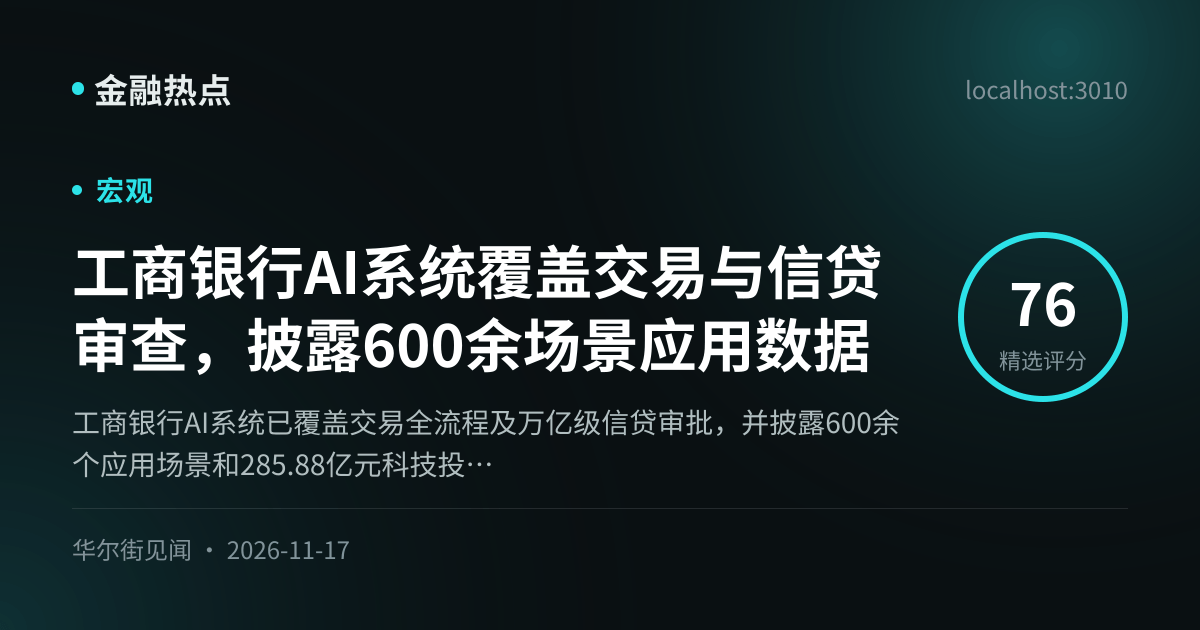 金融热点
localhost:3010
宏观
工商银行AI系统覆盖交易与信贷
审查，披露600余场景应用数据
76
精选评分
工商银行AI系统已覆盖交易全流程及万亿级信贷审批，并披露600余
个应用场景和285.88亿元科技投…
华尔街见闻 · 2026-11-17